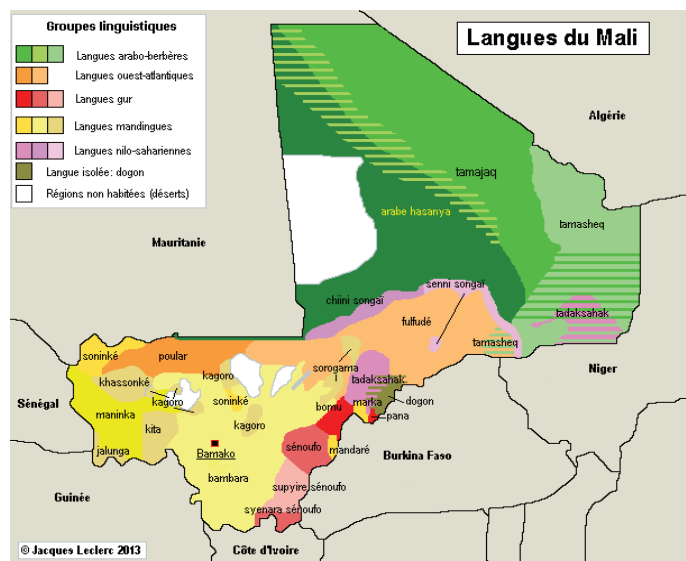 Groupes linguistiques
Langues arabo-berbères
Langues ouest-atlantiques
Langues gur
Langues mandingues
Langues nilo-sahariennes
Langue isolée: dogon
Régions non habitées (déserts)
Langues du Mali
Algérie
tamajaq
arabe hasanya
tamasheq
Mauritanie
senni songaï
chiini songaï
tadaksahak
fulfudé
tamasheq
soninké
poular
sorogama
Niger
khassonké
kagoro
tadaksahak
Sénégal
kagoro
soninké
bomu
marka
dogon
maninka
pana
kita
kagoro
jalunga
Bamako
sénoufo
mandaré
Burkina Faso
bambara
supyire sénoufo
Guinée
syenara sénoufo
© Jacques Leclerc 2013
Côte d'Ivoire